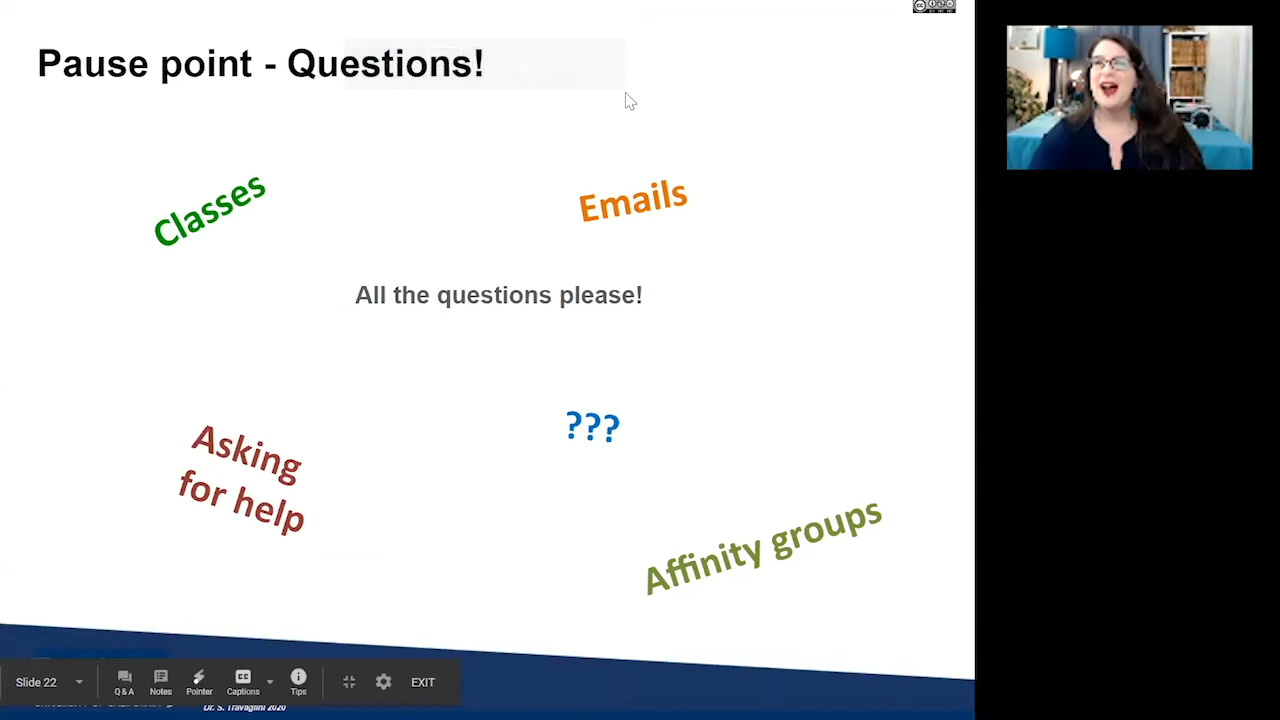 Pause point - Questions!
Classes
Emails
All the questions please!
???
Asking
for help
Affinity groups
Slide 22
Q & A
Notes
Pointer
Captions
Tips
EXIT
Dr. S. Travaglini 2020